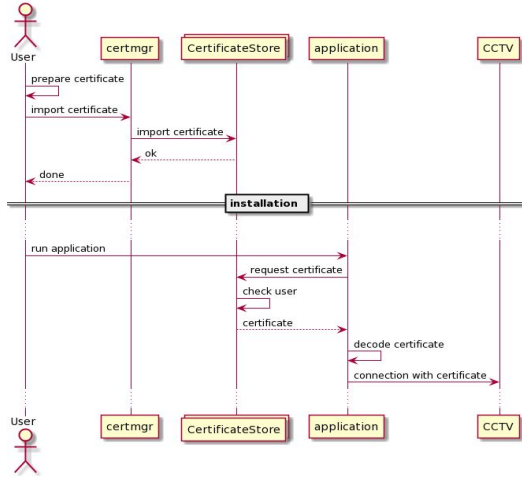 User
certmgr
CertificateStore
application
CCTV
prepare certificate
import certificate
import certificate
ok
done
installation
run application
request certificate
check user
certificate
decode certificate
connection with certificate
User
certmgr
CertificateStore
application
CCTV